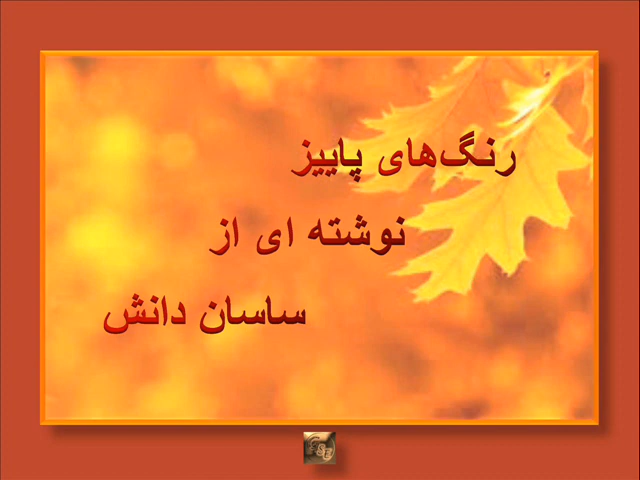 رنگ‌های پاییز
نوشته ای از
ساسان دانش